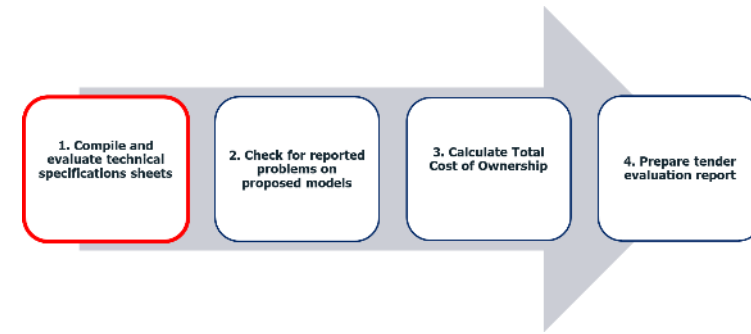 1. Compile and
evaluate technical
specifications sheets
2. Check for reported
problems on
proposed models
3. Calculate Total
Cost of Ownership
4. Prepare tender
evaluation report